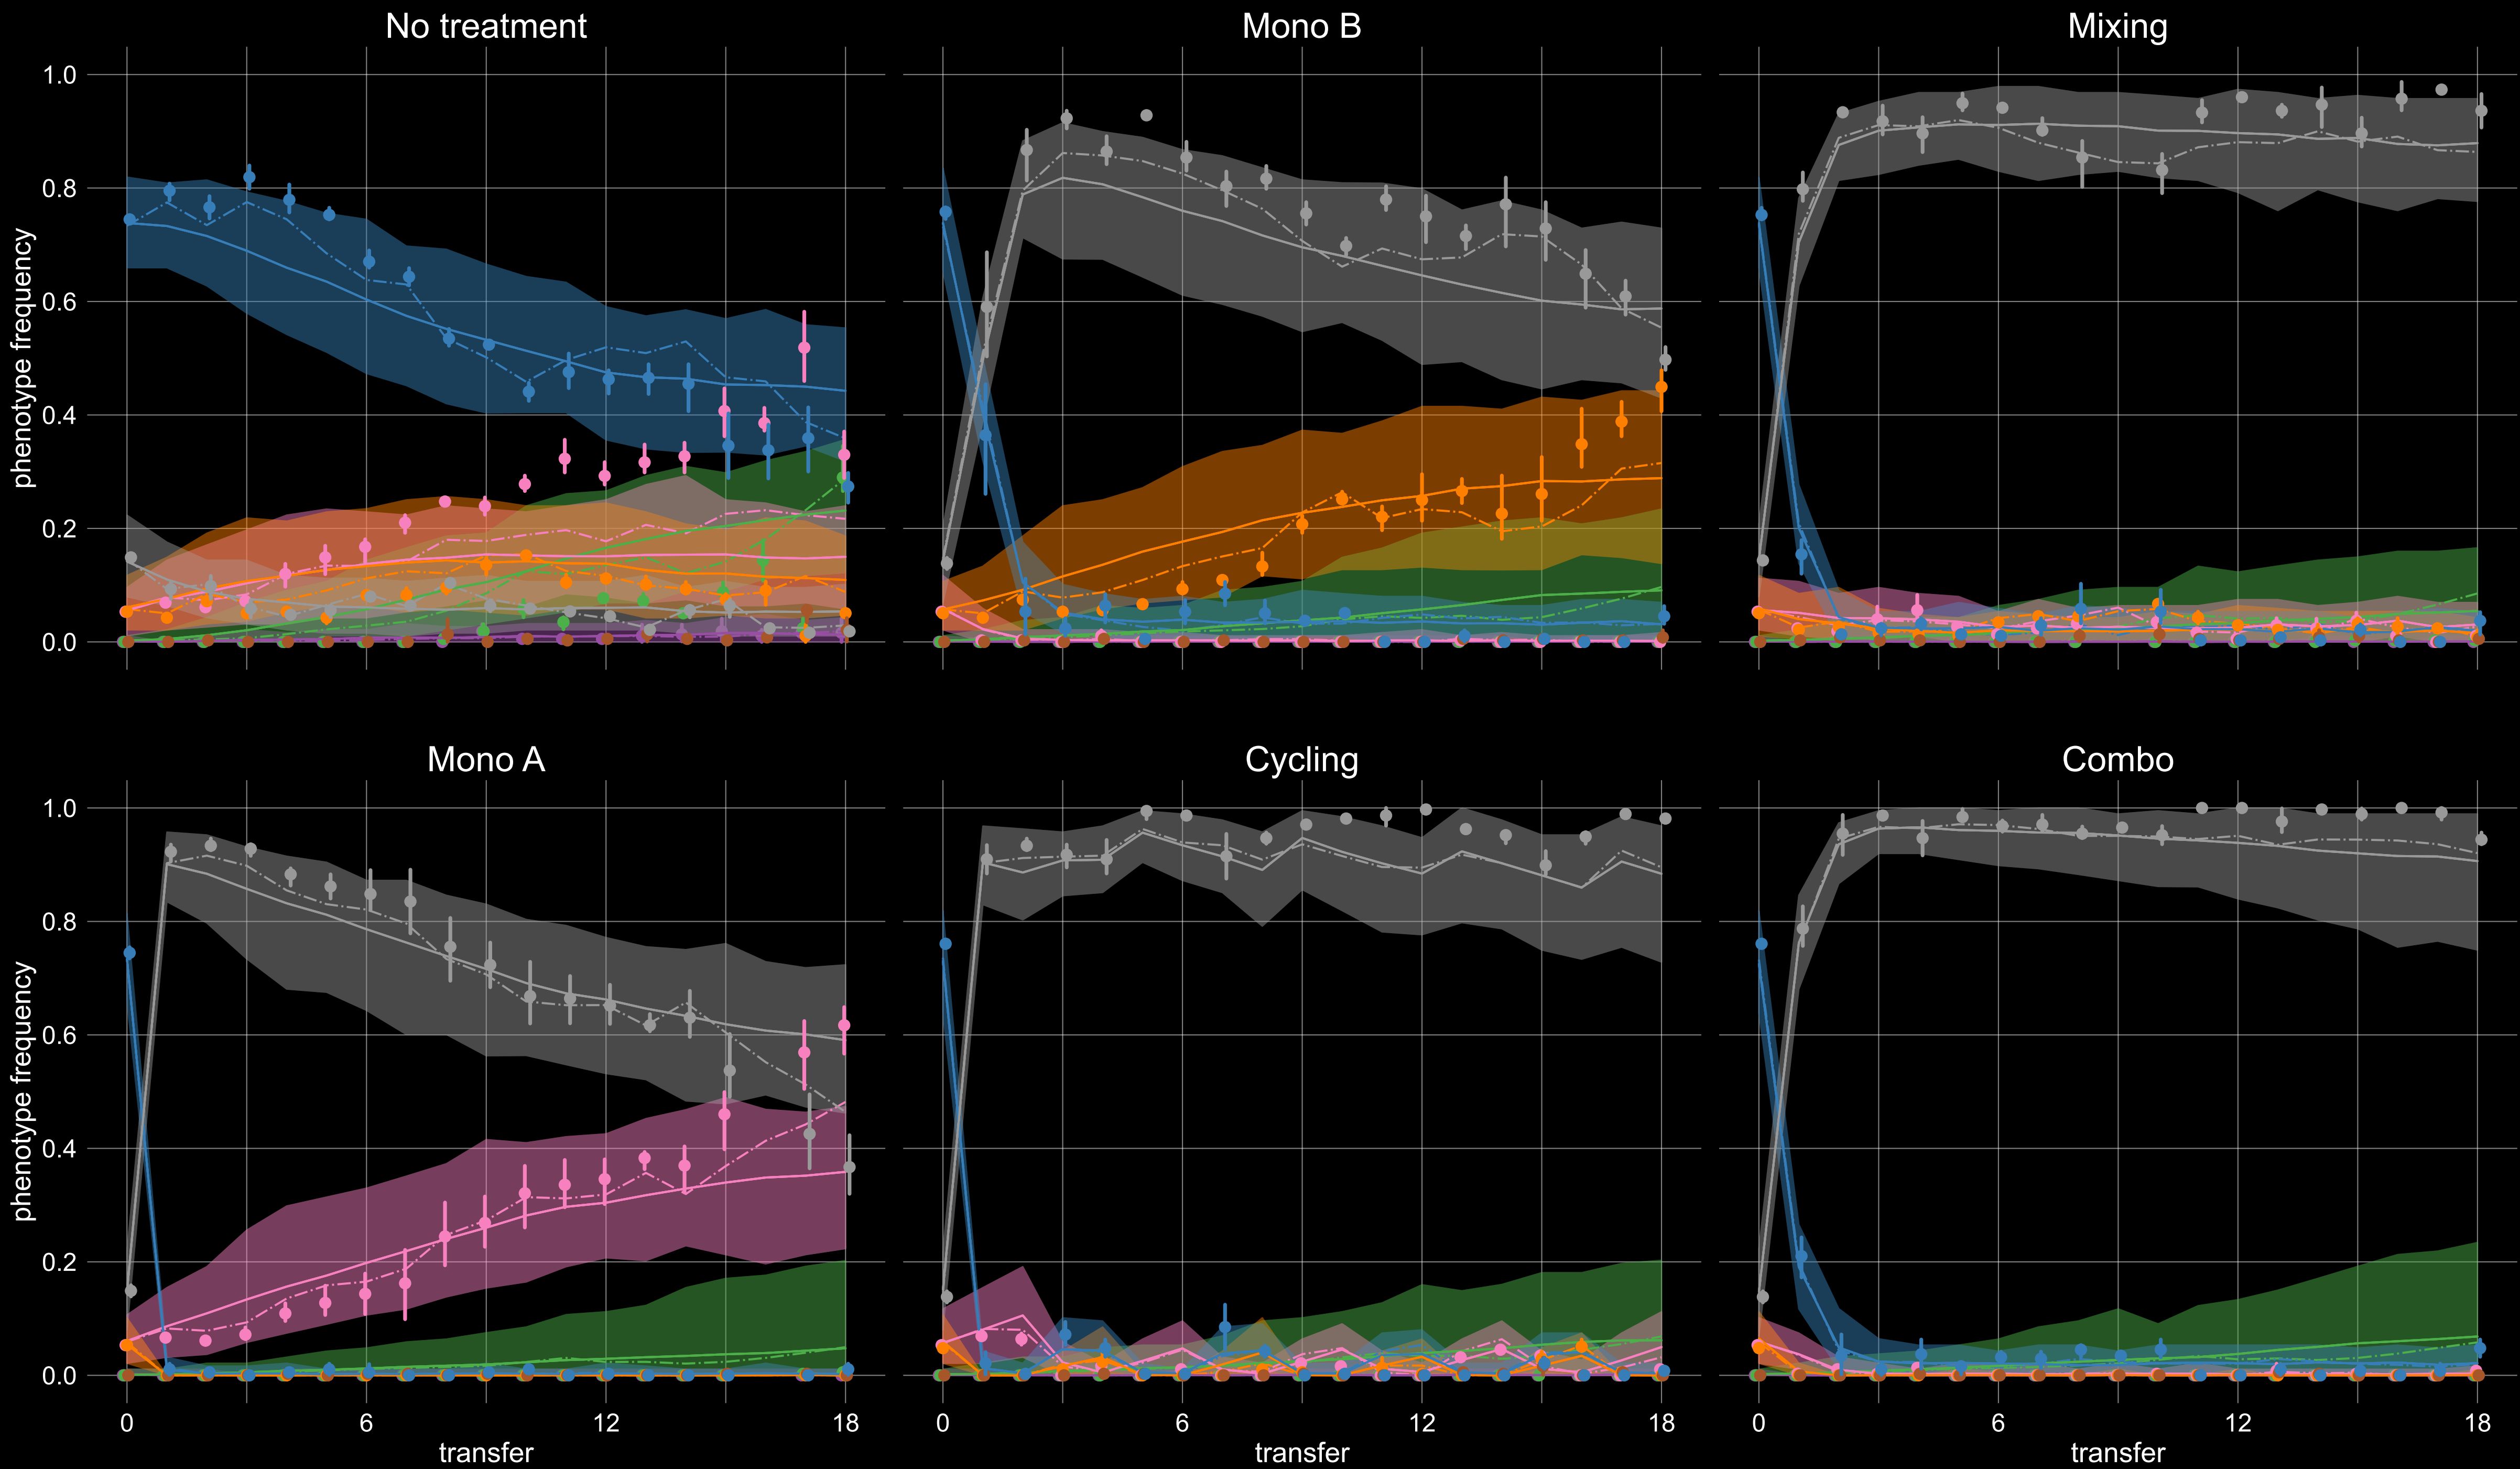 No treatment
Mono B
Mixing
phenotype frequency
1.0
0.8
0.6
0.4
0.2
0.0
Mono A
Cycling
Combo
phenotype frequency
1.0
0.8
0.6
0.4
0.2
0.0
0 6 12 18
0 6 12 18
0 6 12 18
transfer
transfer
transfer